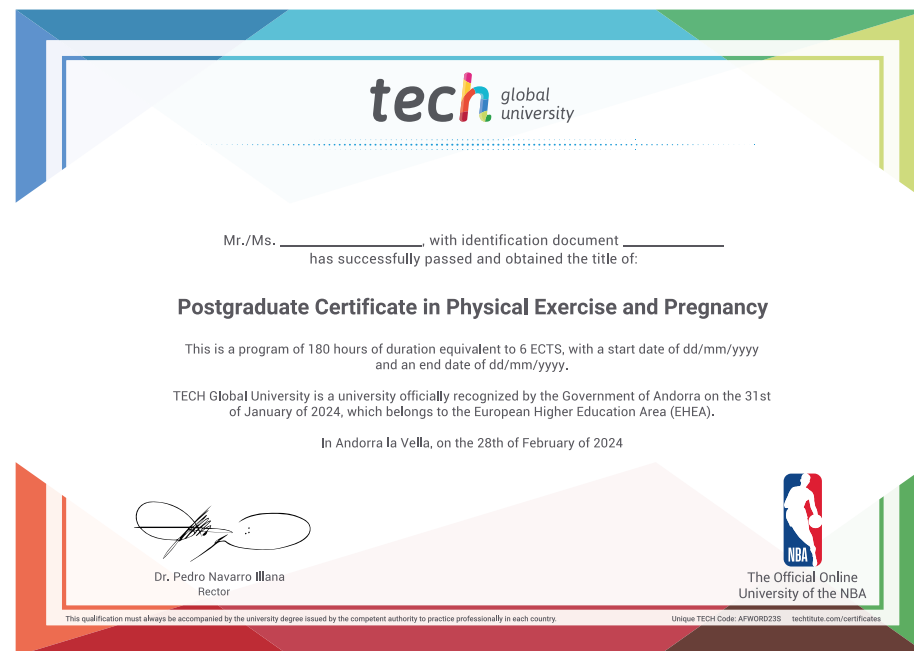 tech global university
Mr./Ms. ____________, with identification document ____________
has successfully passed and obtained the title of:
Postgraduate Certificate in Physical Exercise and Pregnancy
This is a program of 180 hours of duration equivalent to 6 ECTS, with a start date of dd/mm/yyyy
and an end date of dd/mm/yyyy.
TECH Global University is a university officially recognized by the Government of Andorra on the 31st
of January of 2024, which belongs to the European Higher Education Area (EHEA).
In Andorra la Vella, on the 28th of February of 2024
NBA
Dr. Pedro Navarro Illana
Rector
The Official Online
University of the NBA
This qualification must always be accompanied by the university degree issued by the competent authority to practice professionally in each country.
Unique TECH Code: AFWORD23S techtitute.com/certificates